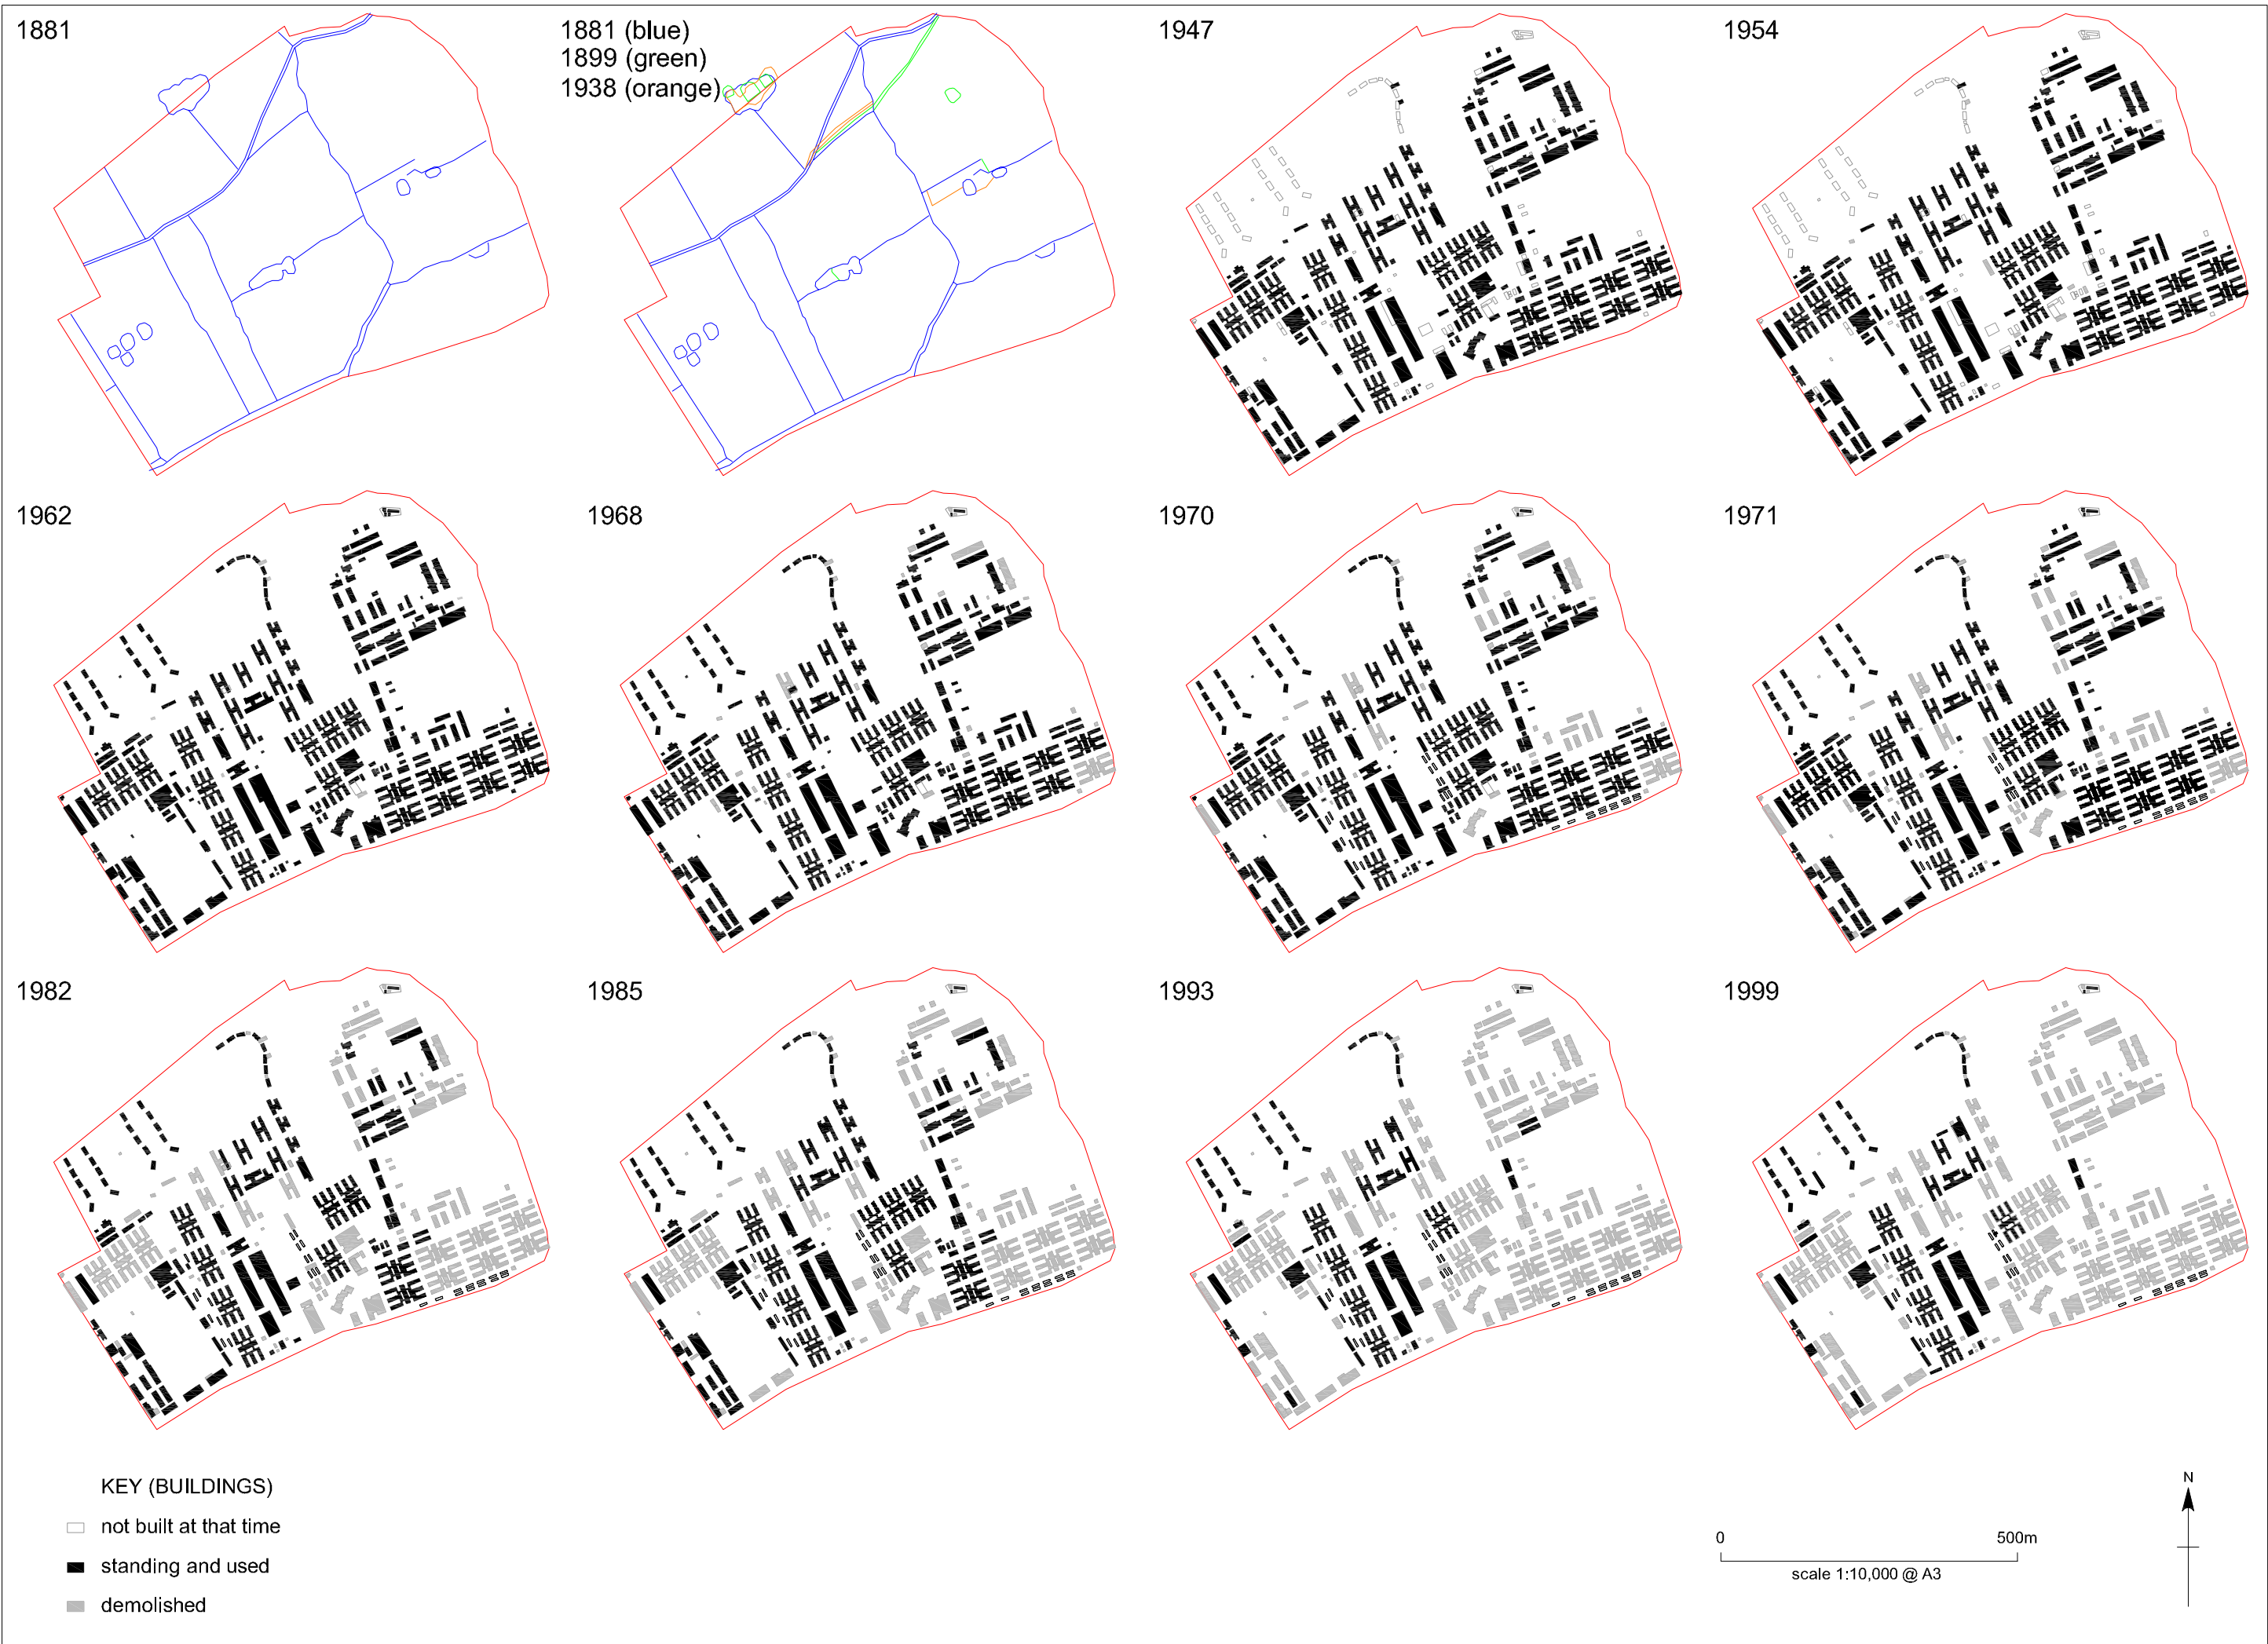 1881
1881 (blue)
1899 (green)
1938 (orange)
1947
1954
1962
1968
1970
1971
1982
1985
1993
1999
KEY (BUILDINGS)
not built at that time
standing and used
demolished
0 500m
scale 1:10,000 @ A3
N